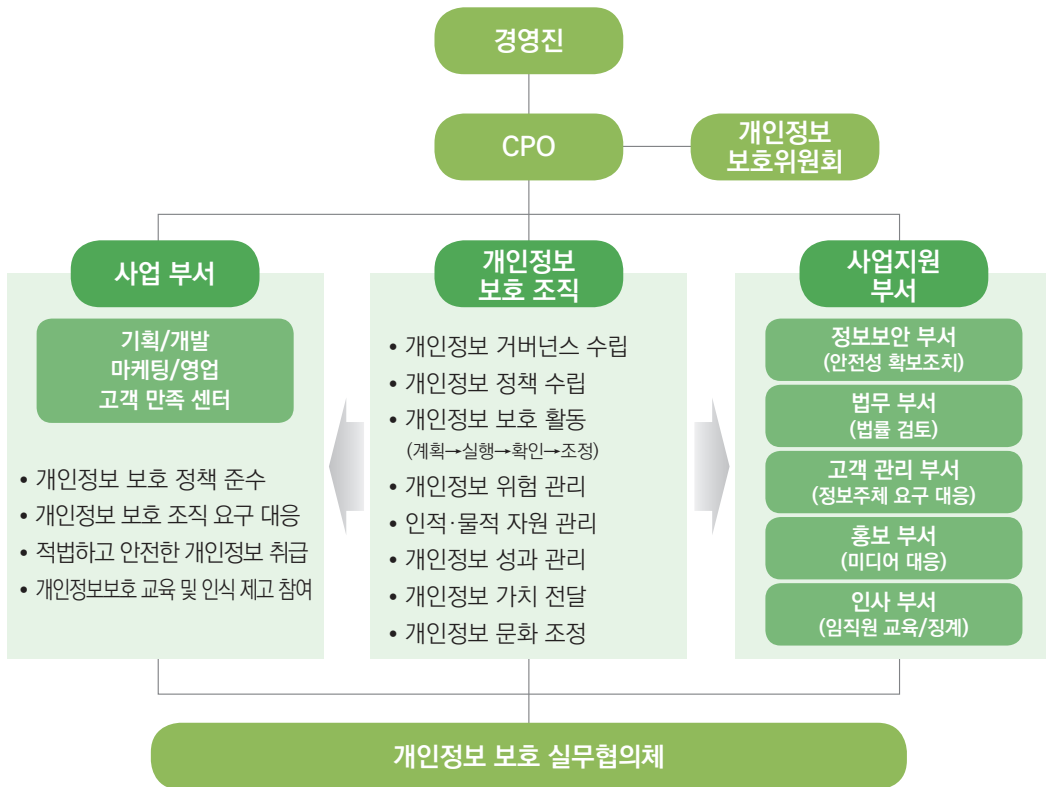 경영진
CPO
개인정보
보호위원회
사업 부서
기획/개발
마케팅/영업
고객 만족 센터
• 개인정보 보호 정책 준수
• 개인정보 보호 조직 요구 대응
• 적법하고 안전한 개인정보 취급
• 개인정보보호 교육 및 인식 제고 참여
개인정보
보호 조직
• 개인정보 거버넌스 수립
• 개인정보 정책 수립
• 개인정보 보호 활동
(계획→실행→확인→조정)
• 개인정보 위험 관리
• 인적·물적 자원 관리
• 개인정보 성과 관리
• 개인정보 가치 전달
• 개인정보 문화 조정
사업지원
부서
정보보안 부서
(안전성 확보조치)
법무 부서
(법률 검토)
고객 관리 부서
(정보주체 요구 대응)
홍보 부서
(미디어 대응)
인사 부서
(임직원 교육/징계)
개인정보 보호 실무협의체